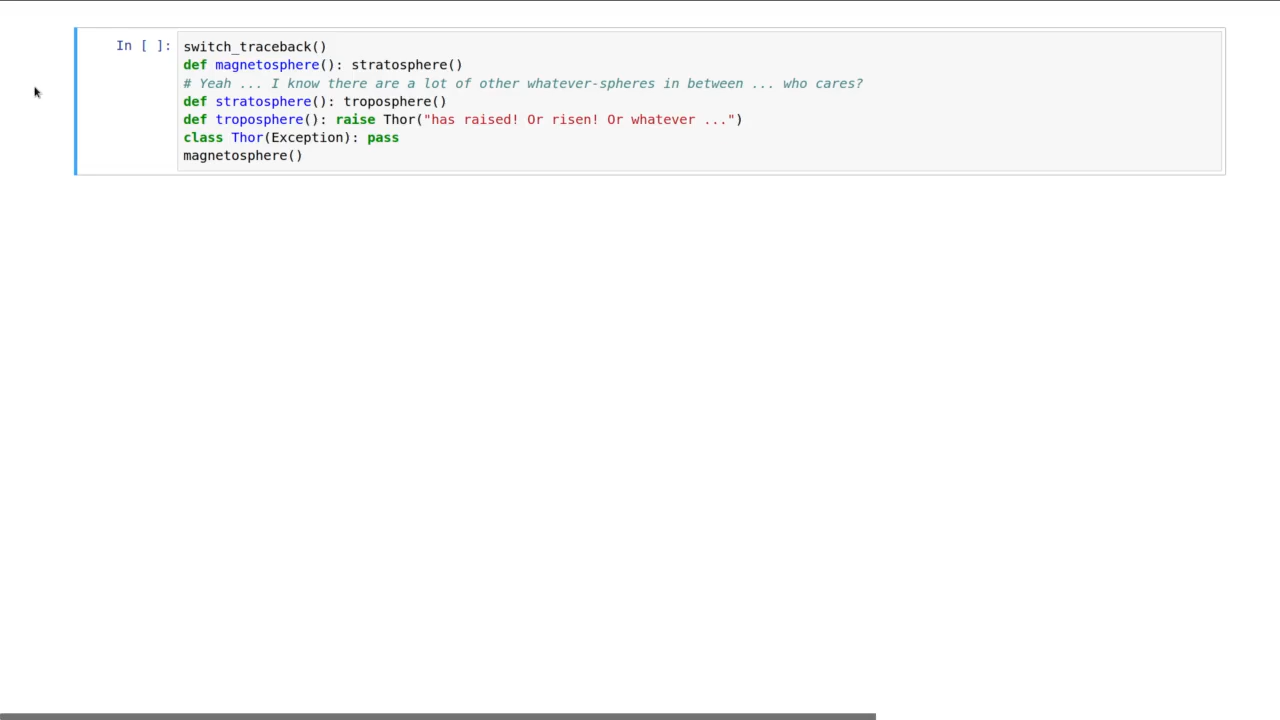 In [ ]: switch_traceback()
def magnetosphere(): stratosphere()
# Yeah ... I know there are a lot of other whatever-spheres in between ... who cares?
def stratosphere(): troposphere()
def troposphere(): raise Thor("has raised! Or risen! Or whatever ...")
class Thor(Exception): pass
magnetosphere()